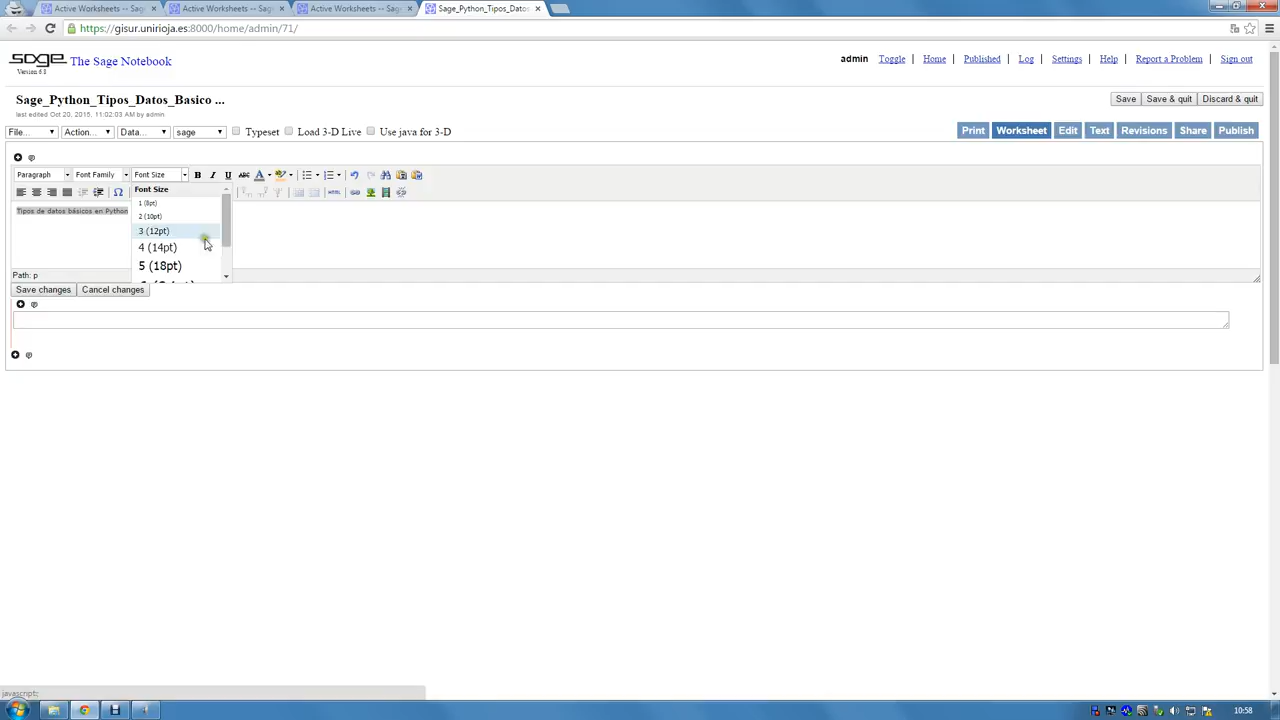 Active Worksheets -- Sag
Active Worksheets -- Sag
Active Worksheets -- Sage
Sage_Python_Tipos_Datos
https://gisur.unirioja.es:8000/home/admin/71/
sage The Sage Notebook
admin Toggle | Home | Published | Log | Settings | Help | Report a Problem | Sign out
Sage_Python_Tipos_Datos_Basico ...
last edited Oct 20, 2015, 11:02:03 AM by admin
Save Save & quit Discard & quit
File... Action... Data... sage Typeset Load 3-D Live Use java for 3-D
Print Worksheet Edit Text Revisions Share Publish
Paragraph Font Family Font Size B I U ABC A
HTML
Font Size
1 (8pt)
2 (10pt)
3 (12pt)
4 (14pt)
5 (18pt)
Tipos de datos básicos en Python
Path: p
Save changes Cancel changes
javascript:
10:58